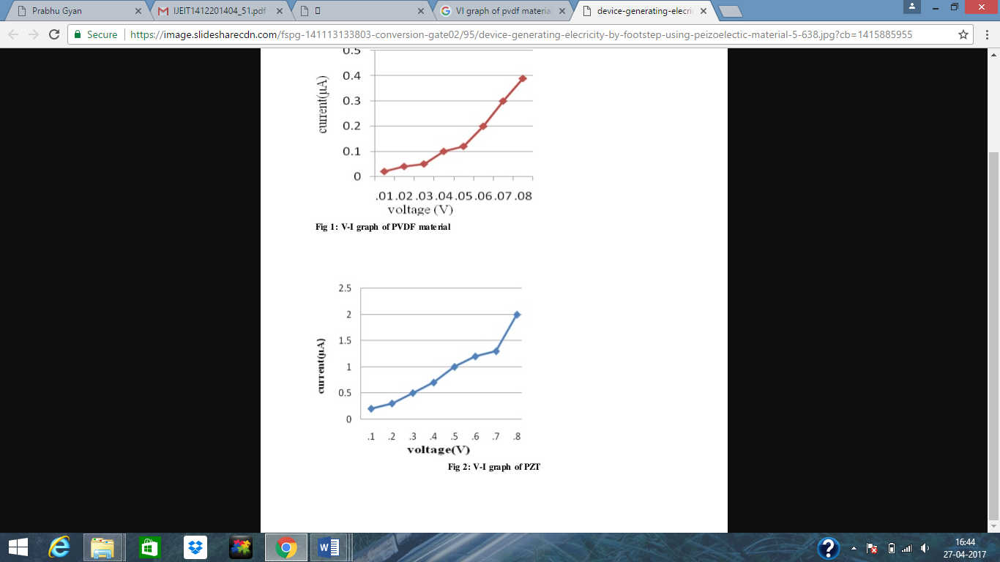 Prabhu Gyan
IJEIT1412201404_51.pdf
VI graph of pvdf materia
device-generating-elecri
Secure
https://image.slidesharecdn.com/fspg-141113133803-conversion-gate02/95/device-generating-elecricity-by-footstep-using-peizoelectic-material-5-638.jpg?cb=1415885955
0.5
0.4
0.3
0.2
0.1
0
current(µA)
.01 .02 .03 .04 .05 .06 .07 .08
voltage (V)
Fig 1: V-I graph of PVDF material
2.5
2
1.5
1
0.5
0
current(µA)
.1 .2 .3 .4 .5 .6 .7 .8
voltage(V)
Fig 2: V-I graph of PZT
16:44
27-04-2017